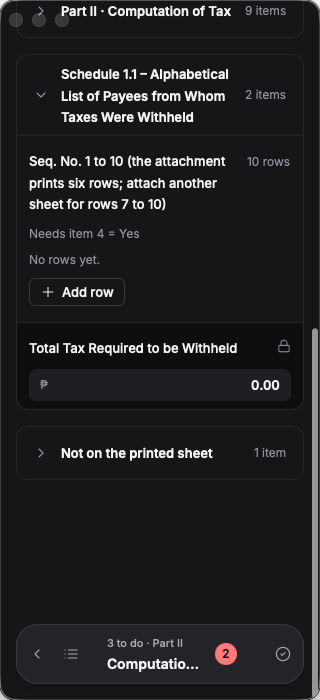 Part II · Computation of Tax 9 items
Schedule 1.1 – Alphabetical
List of Payees from Whom 2 items
Taxes Were Withheld
Seq. No. 1 to 10 (the attachment 10 rows
prints six rows; attach another
sheet for rows 7 to 10)
Needs item 4 = Yes
No rows yet.
+ Add row
Total Tax Required to be Withheld
₱ 0.00
Not on the printed sheet 1 item
3 to do · Part II
Computatio... 2